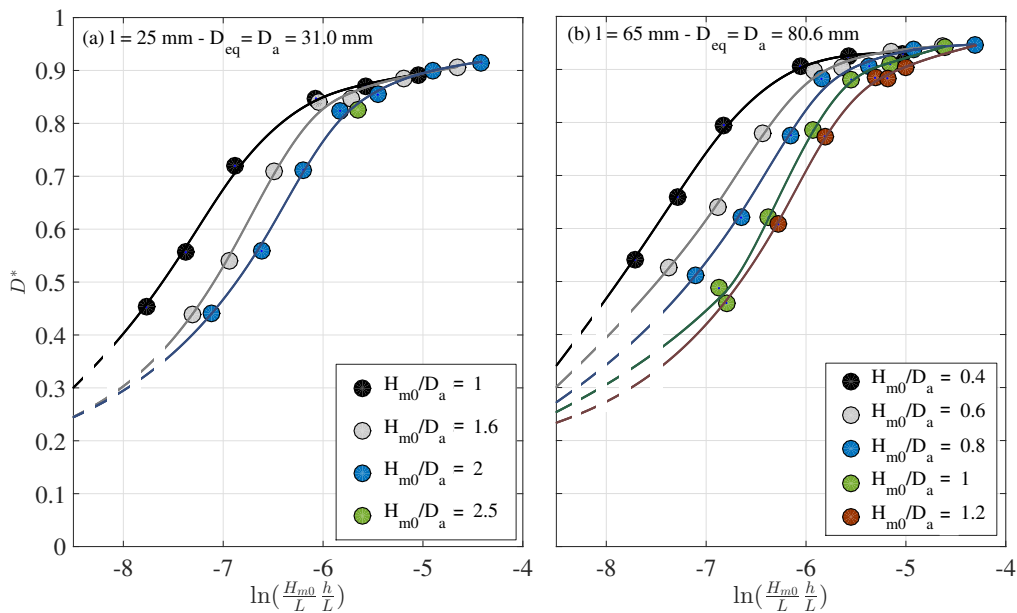 (a) l = 25 mm - D_eq = D_a = 31.0 mm
(b) l = 65 mm - D_eq = D_a = 80.6 mm
D*
1
0.9
0.8
0.7
0.6
0.5
0.4
0.3
0.2
0.1
0
H_m0/D_a = 1
H_m0/D_a = 1.6
H_m0/D_a = 2
H_m0/D_a = 2.5
H_m0/D_a = 0.4
H_m0/D_a = 0.6
H_m0/D_a = 0.8
H_m0/D_a = 1
H_m0/D_a = 1.2
-8 -7 -6 -5 -4
-8 -7 -6 -5 -4
ln(H_m0/L h/L)
ln(H_m0/L h/L)